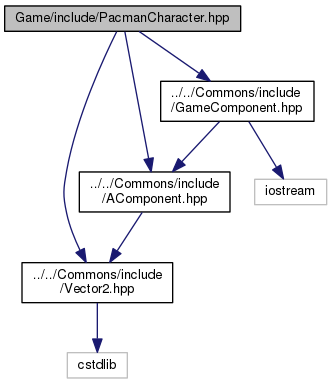 Game/include/PacmanCharacter.hpp
../../Commons/include
/GameComponent.hpp
../../Commons/include
/AComponent.hpp
iostream
../../Commons/include
/Vector2.hpp
cstdlib